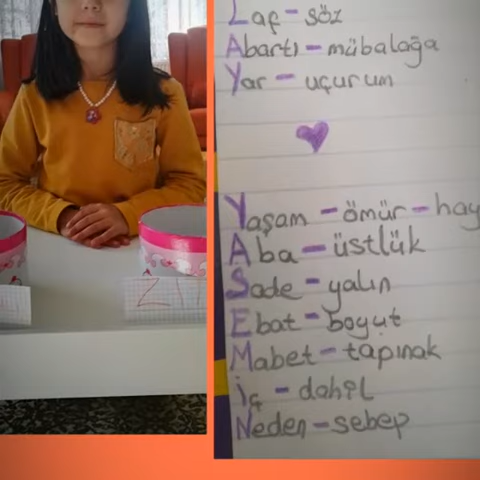 Laf - söz
Abartı - mübalağa
Yar - uçurum
Yaşam - ömür - hay
Aba - üstlük
Sade - yalın
Ebat - boyut
Mabet - tapınak
İç - dahil
Neden - sebep